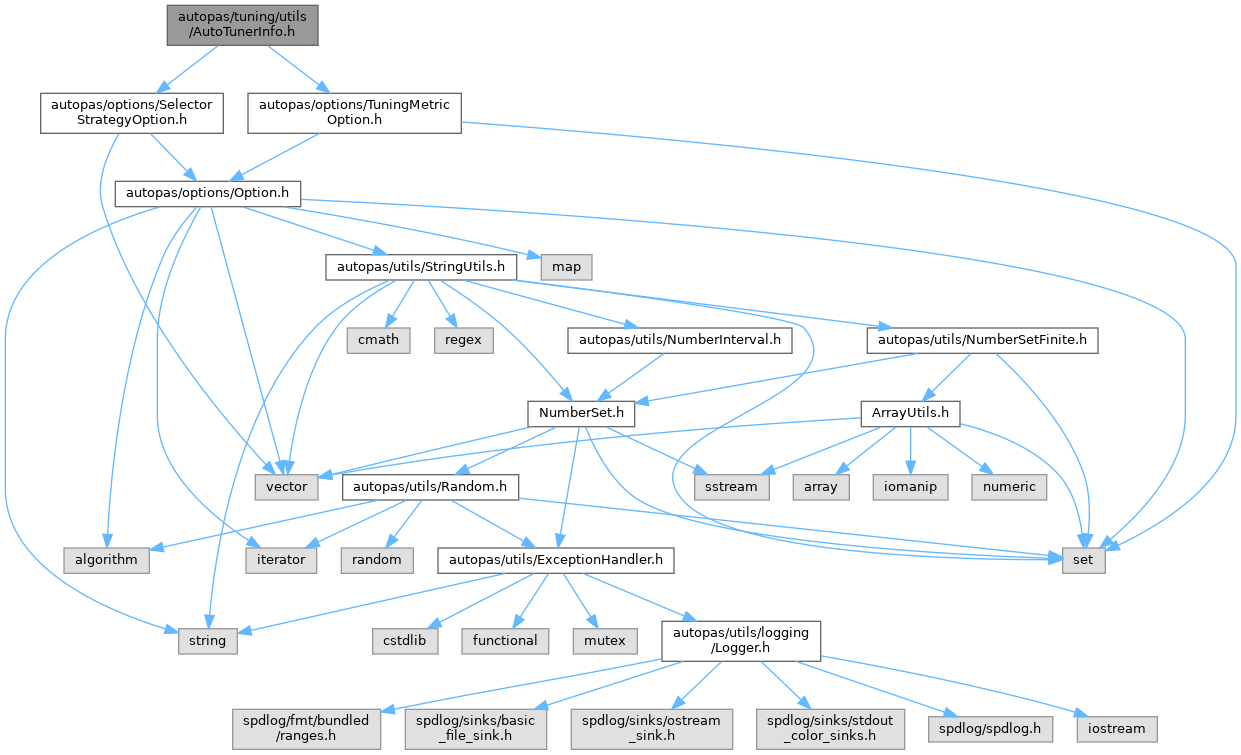 autopas/tuning/utils
/AutoTunerInfo.h
autopas/options/Selector
StrategyOption.h
autopas/options/TuningMetric
Option.h
autopas/options/Option.h
autopas/utils/StringUtils.h
map
cmath
regex
autopas/utils/NumberInterval.h
autopas/utils/NumberSetFinite.h
NumberSet.h
ArrayUtils.h
vector
autopas/utils/Random.h
sstream
array
iomanip
numeric
algorithm
iterator
random
autopas/utils/ExceptionHandler.h
set
string
cstdlib
functional
mutex
autopas/utils/logging
/Logger.h
spdlog/fmt/bundled
/ranges.h
spdlog/sinks/basic
_file_sink.h
spdlog/sinks/ostream
_sink.h
spdlog/sinks/stdout
_color_sinks.h
spdlog/spdlog.h
iostream